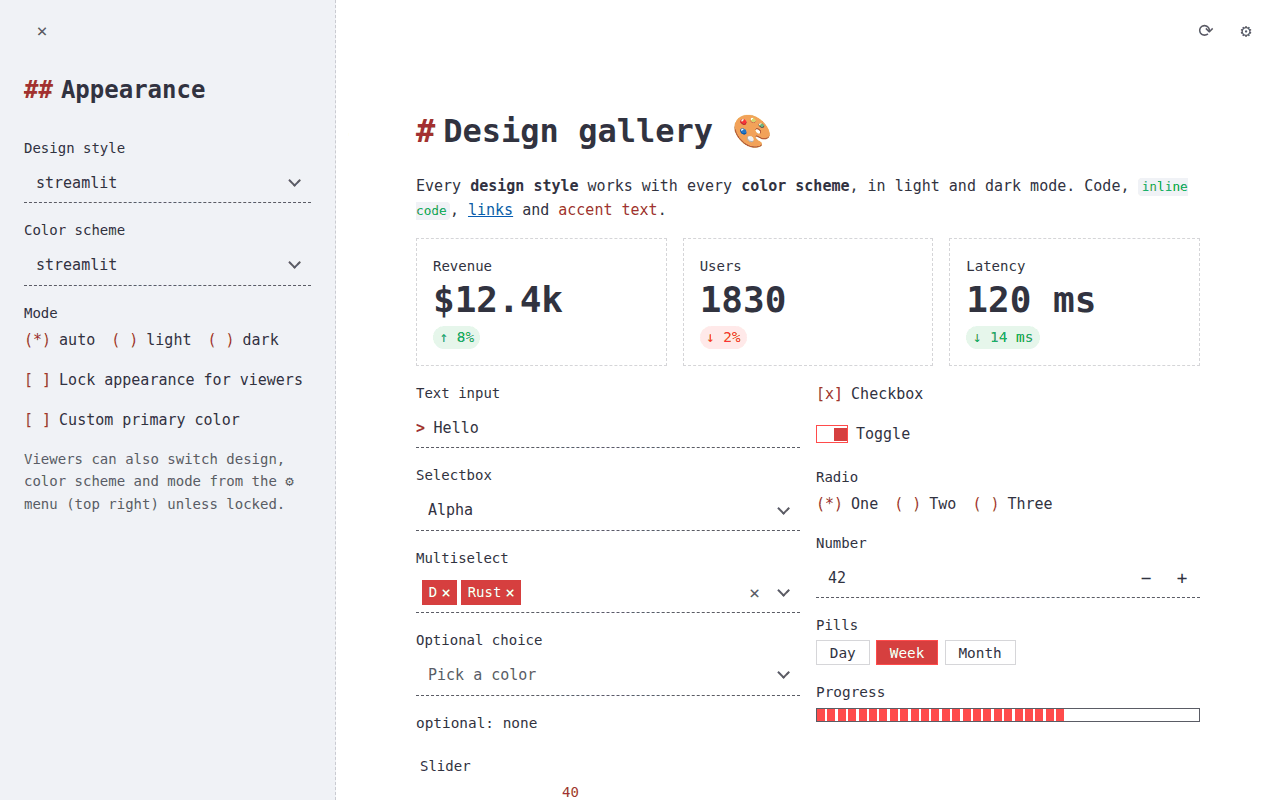 ## Appearance
Design style
streamlit
Color scheme
streamlit
Mode
(*) auto ( ) light ( ) dark
[ ] Lock appearance for viewers
[ ] Custom primary color
Viewers can also switch design,
color scheme and mode from the ⚙
menu (top right) unless locked.
# Design gallery 🎨
Every design style works with every color scheme, in light and dark mode. Code, inline
code, links and accent text.
Revenue
$12.4k
↑ 8%
Users
1830
↓ 2%
Latency
120 ms
↓ 14 ms
Text input
> Hello
Selectbox
Alpha
Multiselect
D × Rust ×
Optional choice
Pick a color
optional: none
Slider
40
[x] Checkbox
Toggle
Radio
(*) One ( ) Two ( ) Three
Number
42 − +
Pills
Day Week Month
Progress